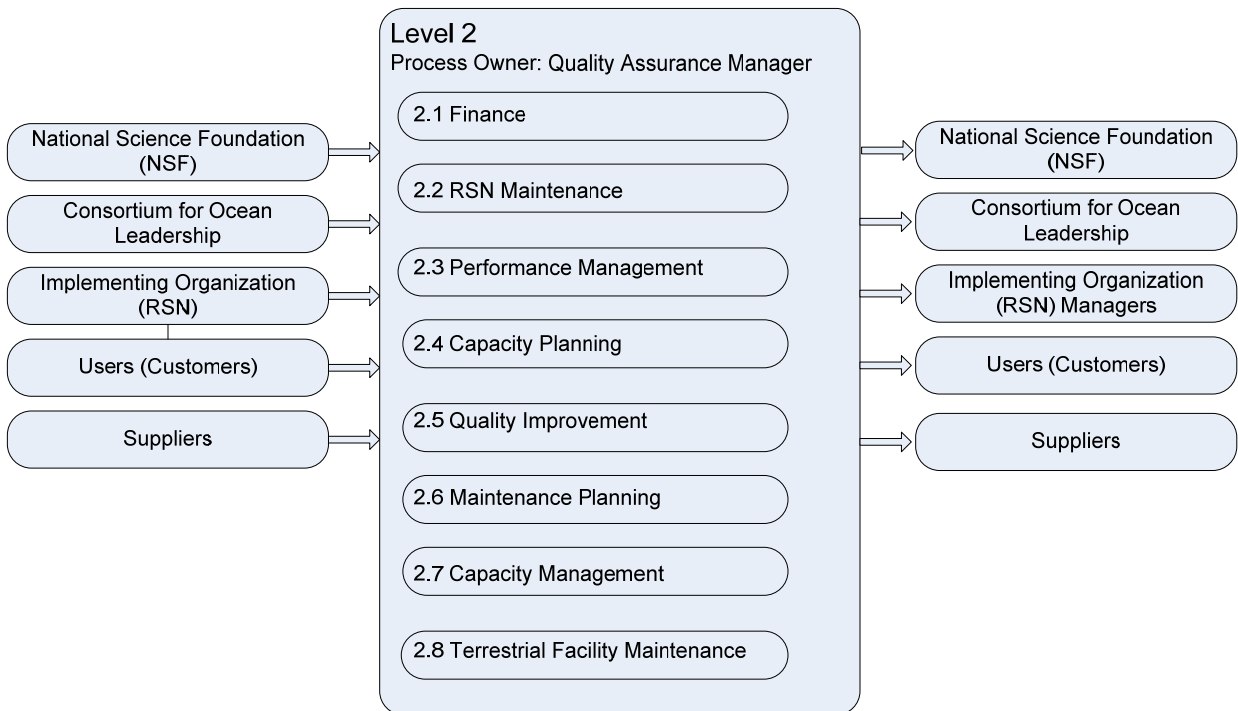 Level 2
Process Owner: Quality Assurance Manager
2.1 Finance
2.2 RSN Maintenance
2.3 Performance Management
2.4 Capacity Planning
2.5 Quality Improvement
2.6 Maintenance Planning
2.7 Capacity Management
2.8 Terrestrial Facility Maintenance
National Science Foundation
(NSF)
Consortium for Ocean
Leadership
Implementing Organization
(RSN)
Users (Customers)
Suppliers
National Science Foundation
(NSF)
Consortium for Ocean
Leadership
Implementing Organization
(RSN) Managers
Users (Customers)
Suppliers